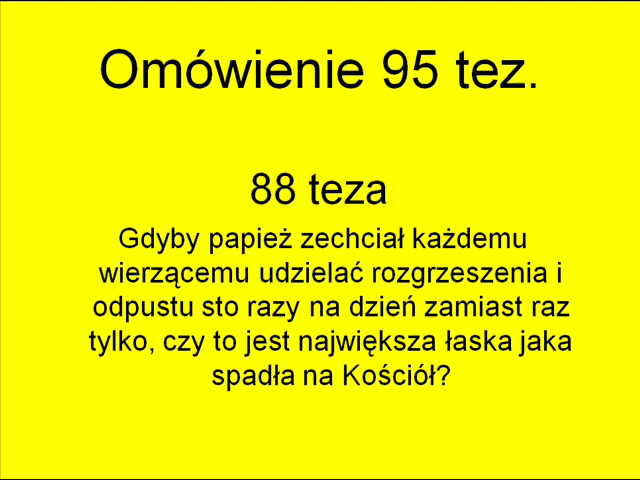 Omówienie 95 tez.
88 teza
Gdyby papież zechciał każdemu
wierzącemu udzielać rozgrzeszenia i
odpustu sto razy na dzień zamiast raz
tylko, czy to jest największa łaska jaka
spadła na Kościół?